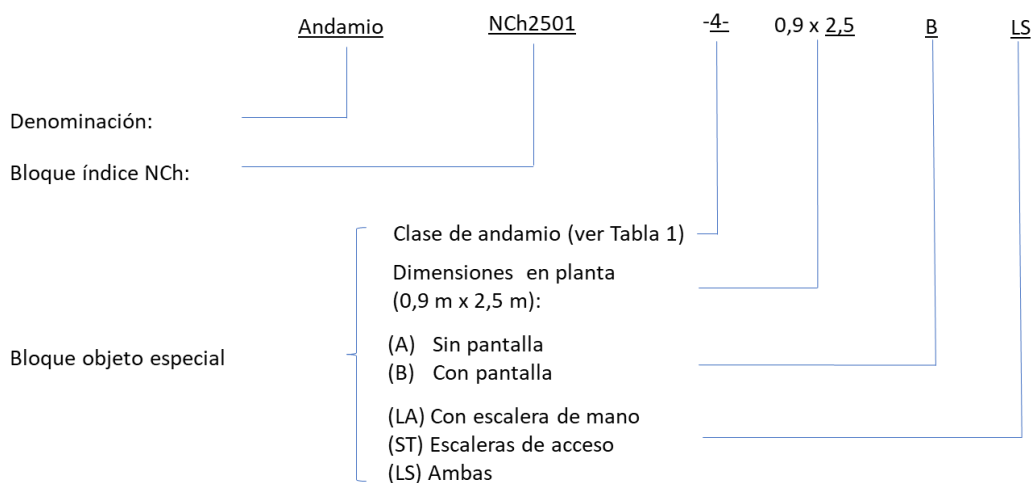 Andamio NCh2501 -4- 0,9 x 2,5 B LS
Denominación:
Bloque índice NCh:
Clase de andamio (ver Tabla 1)
Dimensiones en planta
(0,9 m x 2,5 m):
Bloque objeto especial
(A) Sin pantalla
(B) Con pantalla
(LA) Con escalera de mano
(ST) Escaleras de acceso
(LS) Ambas